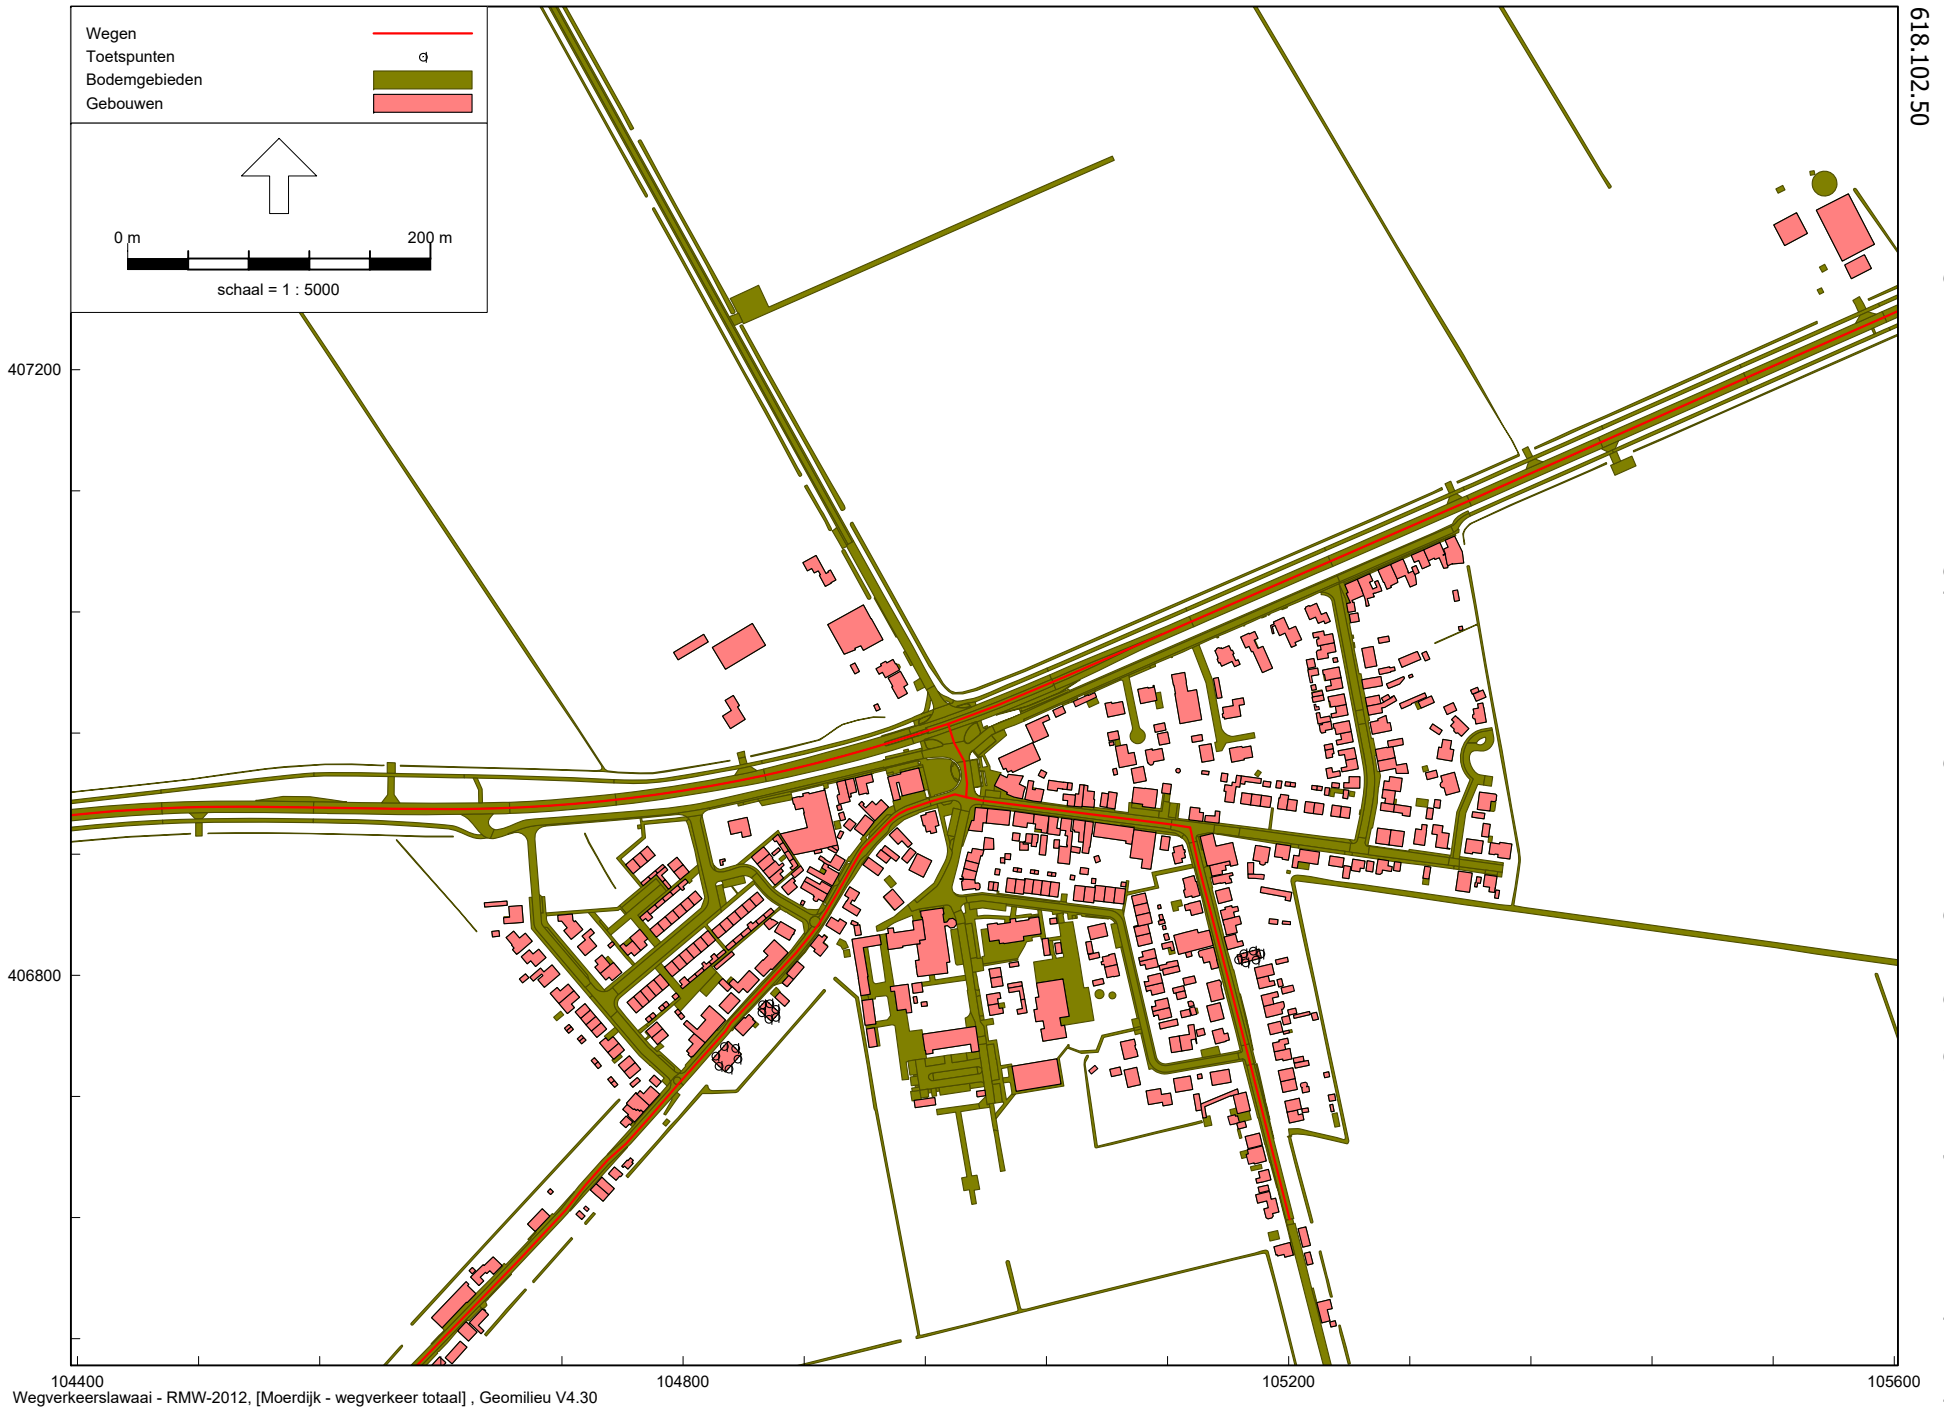 Wegen
Toetspunten
Bodemgebieden
Gebouwen
0 m 200 m
schaal = 1 : 5000
618.102.50
407200
406800
104400 104800 105200 105600
Wegverkeerslawaai - RMW-2012, [Moerdijk - wegverkeer totaal] , Geomilieu V4.30